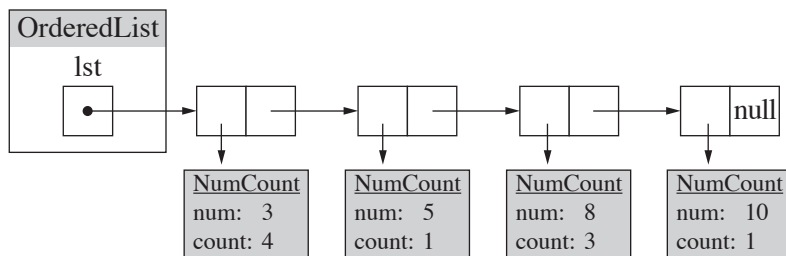 OrderedList
lst
null
NumCount
num: 3
count: 4
NumCount
num: 5
count: 1
NumCount
num: 8
count: 3
NumCount
num: 10
count: 1